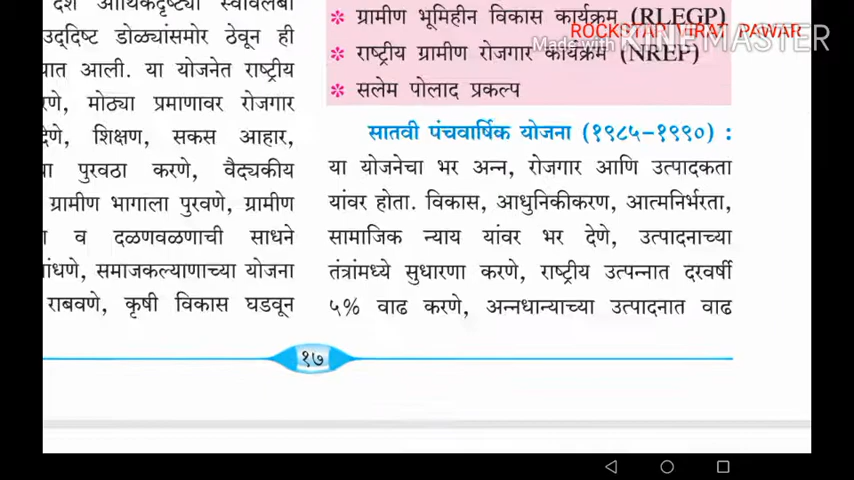 देश आर्थिकदृष्ट्या स्वावलंबी
उद्‌दिष्ट डोळ्यांसमोर ठेवून ही
यात आली. या योजनेत राष्ट्रीय
रणे, मोठ्या प्रमाणावर रोजगार
देणे, शिक्षण, सकस आहार,
पुरवठा करणे, वैद्यकीय
ग्रामीण भागाला पुरवणे, ग्रामीण
व दळणवळणाची साधने
बांधणे, समाजकल्याणाच्या योजना
राबवणे, कृषी विकास घडवून
ग्रामीण भूमिहीन विकास कार्यक्रम (RLEGP)
ROCKSTAR VIRAT PAWAR
Made with KINEMASTER
राष्ट्रीय ग्रामीण रोजगार कार्यक्रम (NREP)
सलेम पोलाद प्रकल्प
सातवी पंचवार्षिक योजना (१९८५-१९९०) :
या योजनेचा भर अन्न, रोजगार आणि उत्पादकता
यांवर होता. विकास, आधुनिकीकरण, आत्मनिर्भरता,
सामाजिक न्याय यांवर भर देणे, उत्पादनाच्या
तंत्रांमध्ये सुधारणा करणे, राष्ट्रीय उत्पन्नात दरवर्षी
५% वाढ करणे, अन्नधान्याच्या उत्पादनात वाढ
१७